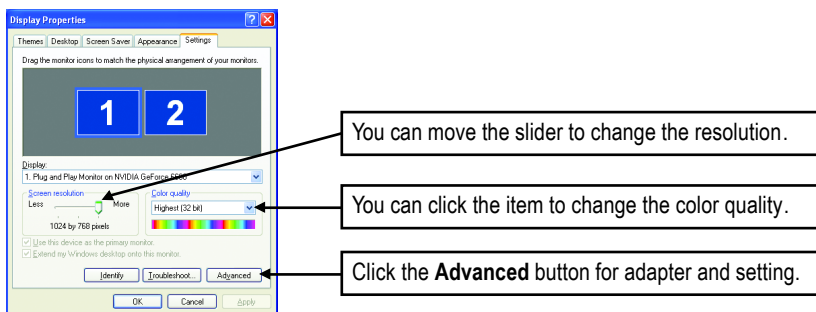 Display Properties
Themes Desktop Screen Saver Appearance Settings
Drag the monitor icons to match the physical arrangement of your monitors.
1 2
You can move the slider to change the resolution.
Display:
1. Plug and Play Monitor on NVIDIA GeForce
Screen resolution
Color quality
Less More
Highest (32 bit)
You can click the item to change the color quality.
1024 by 768 pixels
Use this device as the primary monitor.
Extend my Windows desktop onto this monitor.
Identify Troubleshoot... Advanced
Click the Advanced button for adapter and setting.
OK Cancel Apply